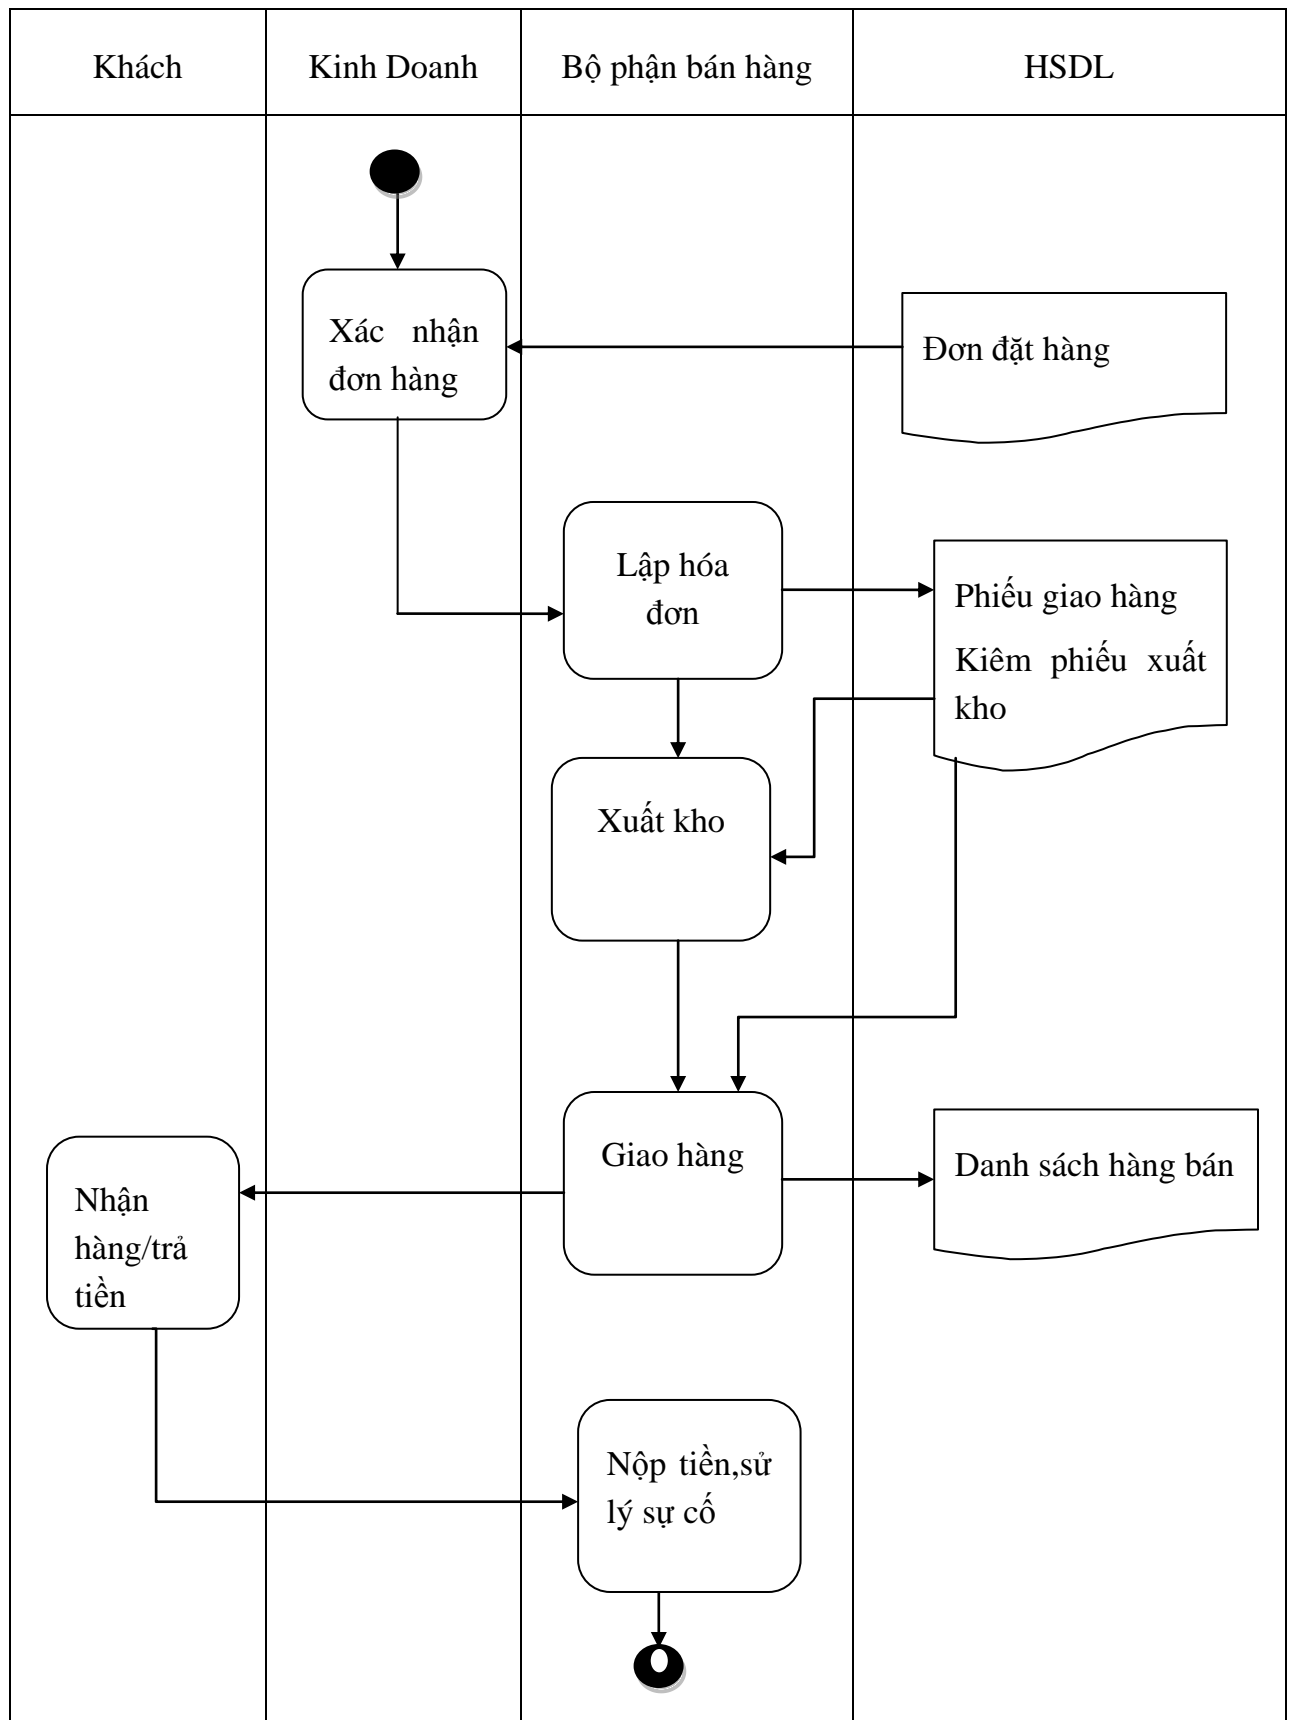 Khách
Kinh Doanh
Bộ phận bán hàng
HSDL
Xác nhận
đơn hàng
Đơn đặt hàng
Lập hóa
đơn
Phiếu giao hàng
Kiêm phiếu xuất
kho
Xuất kho
Giao hàng
Danh sách hàng bán
Nhận
hàng/trả
tiền
Nộp tiền,sử
lý sự cố